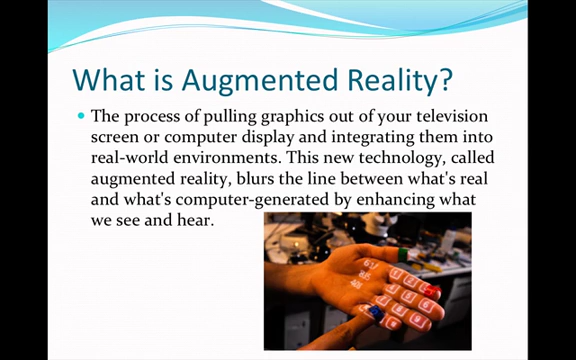 What is Augmented Reality?
• The process of pulling graphics out of your television
screen or computer display and integrating them into
real-world environments. This new technology, called
augmented reality, blurs the line between what's real
and what's computer-generated by enhancing what
we see and hear.